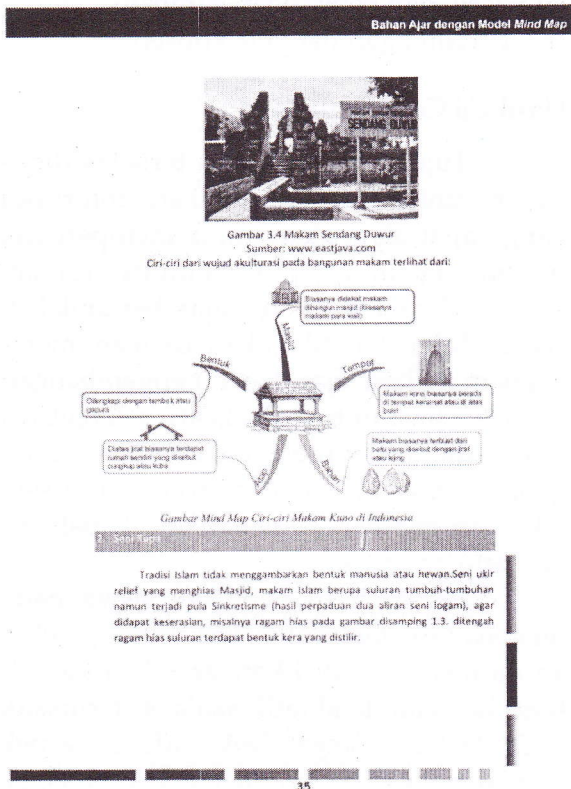 Bahan Ajar dengan Model Mind Map
SENDANG DUWUR
Gambar 3.4 Makam Sendang Duwur
Sumber: www.eastjava.com
Ciri-ciri dari wujud akulturasi pada bangunan makam terlihat dari:
Biasanya didekat makam
dibangun masjid (biasanya
makam para wali)
Masjid
Bentuk
Tempat
Dilengkapi dengan tembok atau
gapura
Makam kuno biasanya berada
di tempat keramat atau di atas
bukit
Diatas jirat biasanya terdapat
rumah sendiri yang disebut
cungkup atau kuba
Makam biasanya terbuat dari
batu yang disebut dengan jirat
atau kijing
Atap
Bahan
Gambar Mind Map Ciri-ciri Makam Kuno di Indonesia
2. Seni Rupa
Tradisi Islam tidak menggambarkan bentuk manusia atau hewan.Seni ukir
relief yang menghias Masjid, makam Islam berupa suluran tumbuh-tumbuhan
namun terjadi pula Sinkretisme (hasil perpaduan dua aliran seni logam), agar
didapat keserasian, misalnya ragam hias pada gambar disamping 1.3. ditengah
ragam hias suluran terdapat bentuk kera yang distilir.
35